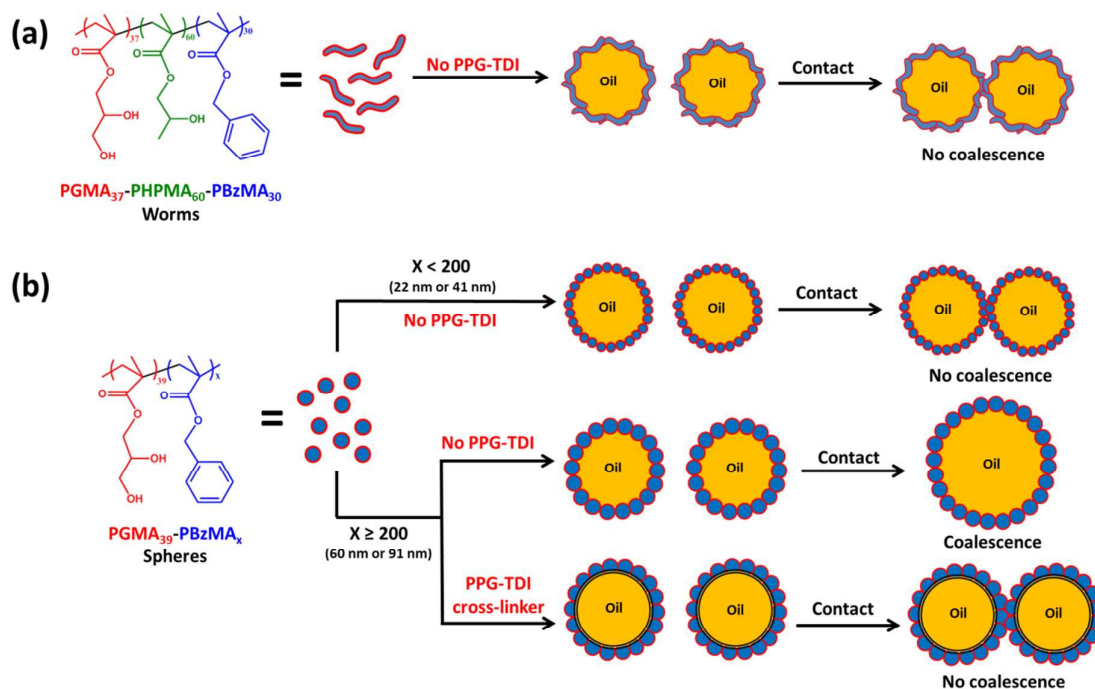 (a)
37
60
30
O
O
O
O
O
O
OH
OH
OH
PGMA37-PHPMA60-PBzMA30
Worms
=
No PPG-TDI
Oil
Oil
Contact
Oil
Oil
No coalescence
(b)
39
x
O
O
O
O
OH
OH
PGMA39-PBzMAx
Spheres
=
X < 200
(22 nm or 41 nm)
No PPG-TDI
Oil
Oil
Contact
Oil
Oil
No coalescence
No PPG-TDI
Oil
Oil
Contact
Oil
Coalescence
X ≥ 200
(60 nm or 91 nm)
PPG-TDI
cross-linker
Oil
Oil
Contact
Oil
Oil
No coalescence